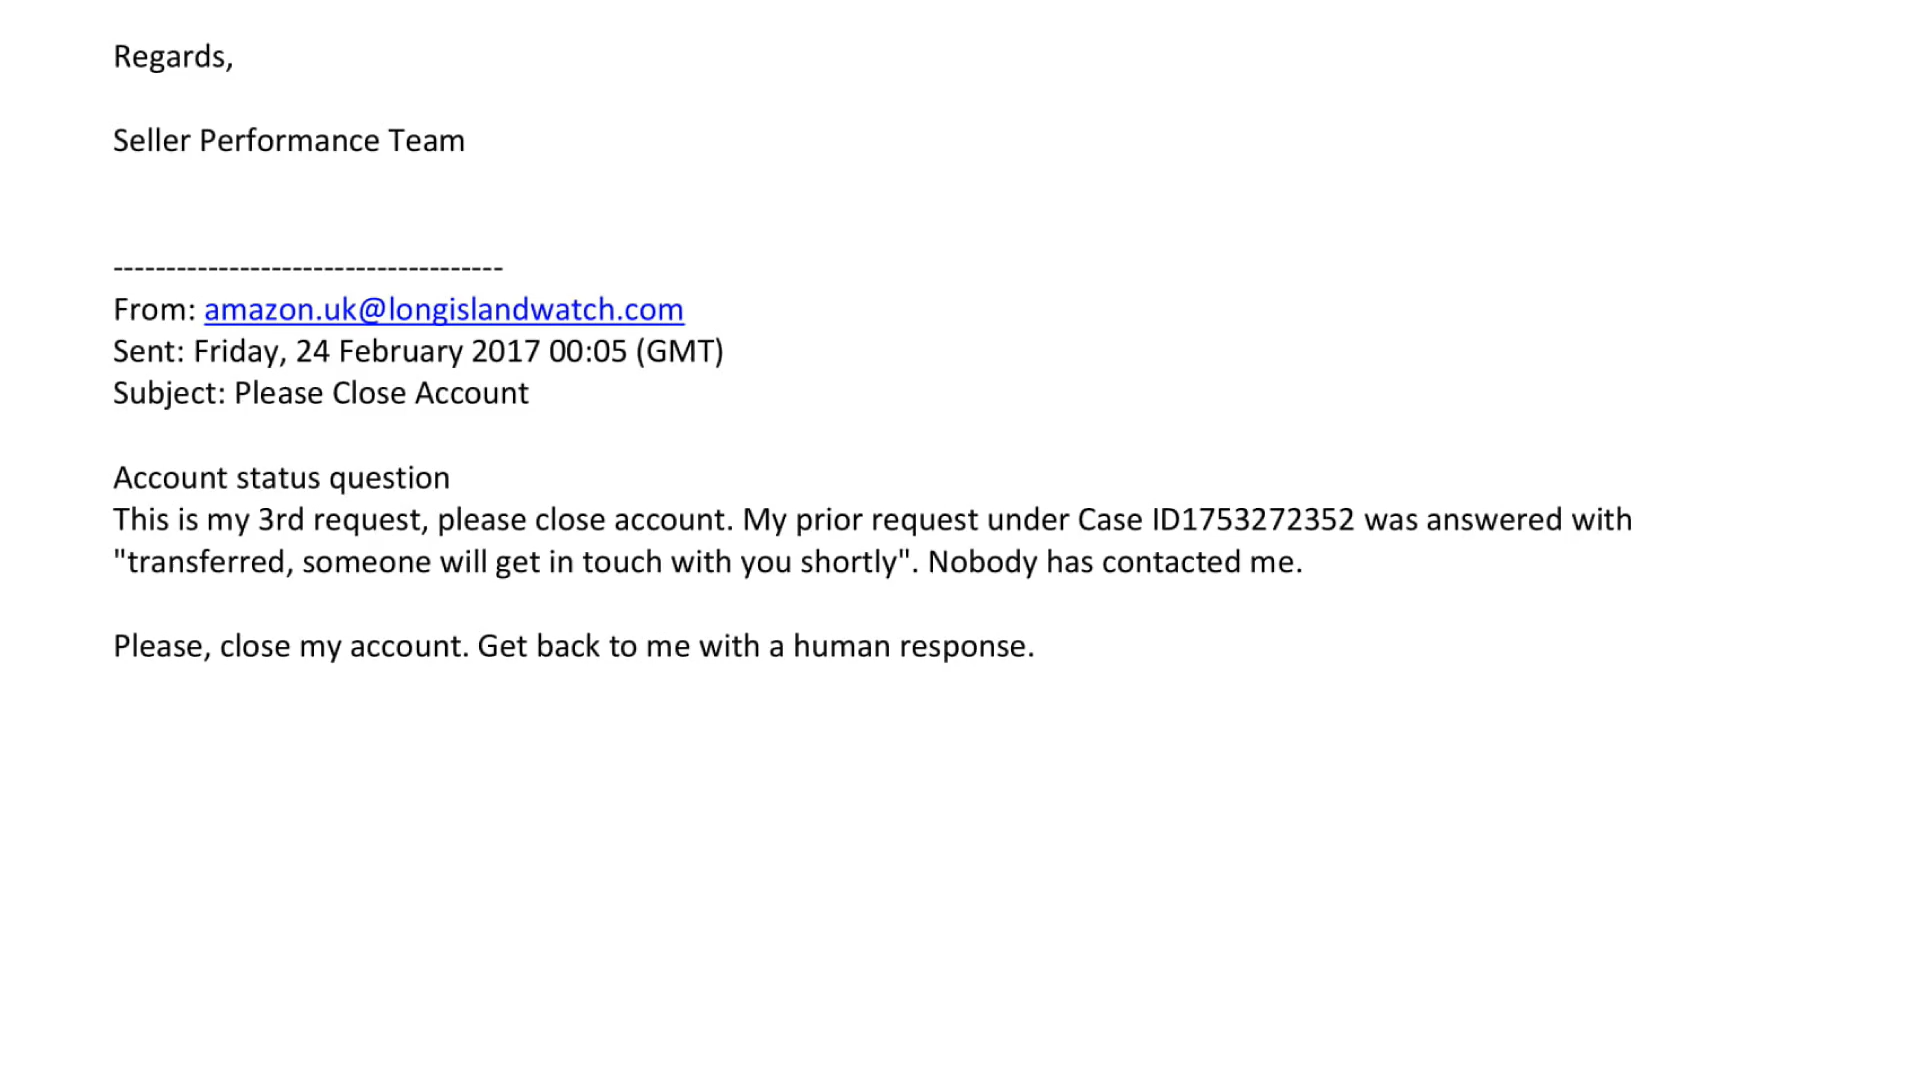 Regards,
Seller Performance Team
-------------------------------------
From: amazon.uk@longislandwatch.com
Sent: Friday, 24 February 2017 00:05 (GMT)
Subject: Please Close Account
Account status question
This is my 3rd request, please close account. My prior request under Case ID1753272352 was answered with
"transferred, someone will get in touch with you shortly". Nobody has contacted me.
Please, close my account. Get back to me with a human response.